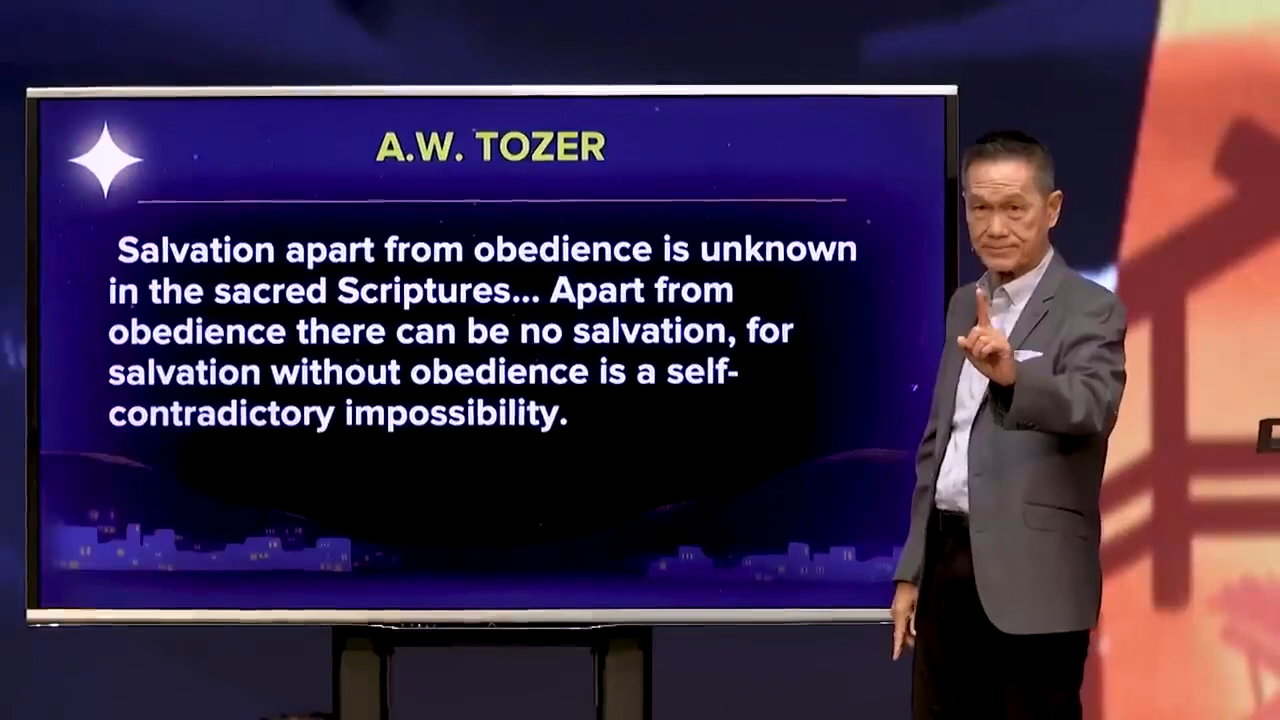 A.W. TOZER
Salvation apart from obedience is unknown
in the sacred Scriptures... Apart from
obedience there can be no salvation, for
salvation without obedience is a self-
contradictory impossibility.